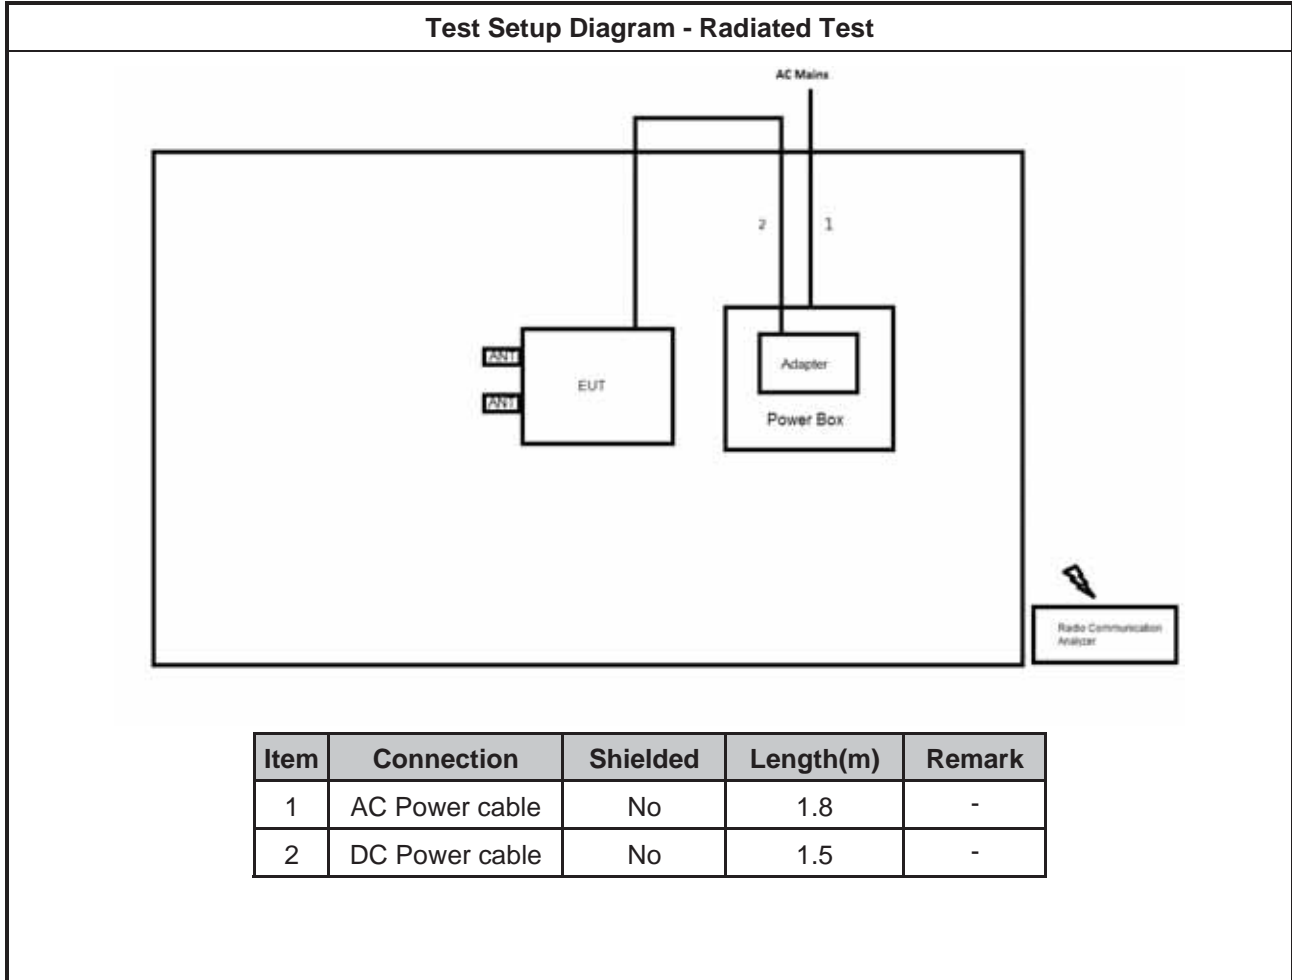 Test Setup Diagram - Radiated Test
AC Mains
2
1
ANT
ANT
EUT
Adapter
Power Box
Radio Communication
Analyzer
Item Connection Shielded Length(m) Remark
1 AC Power cable No 1.8 -
2 DC Power cable No 1.5 -